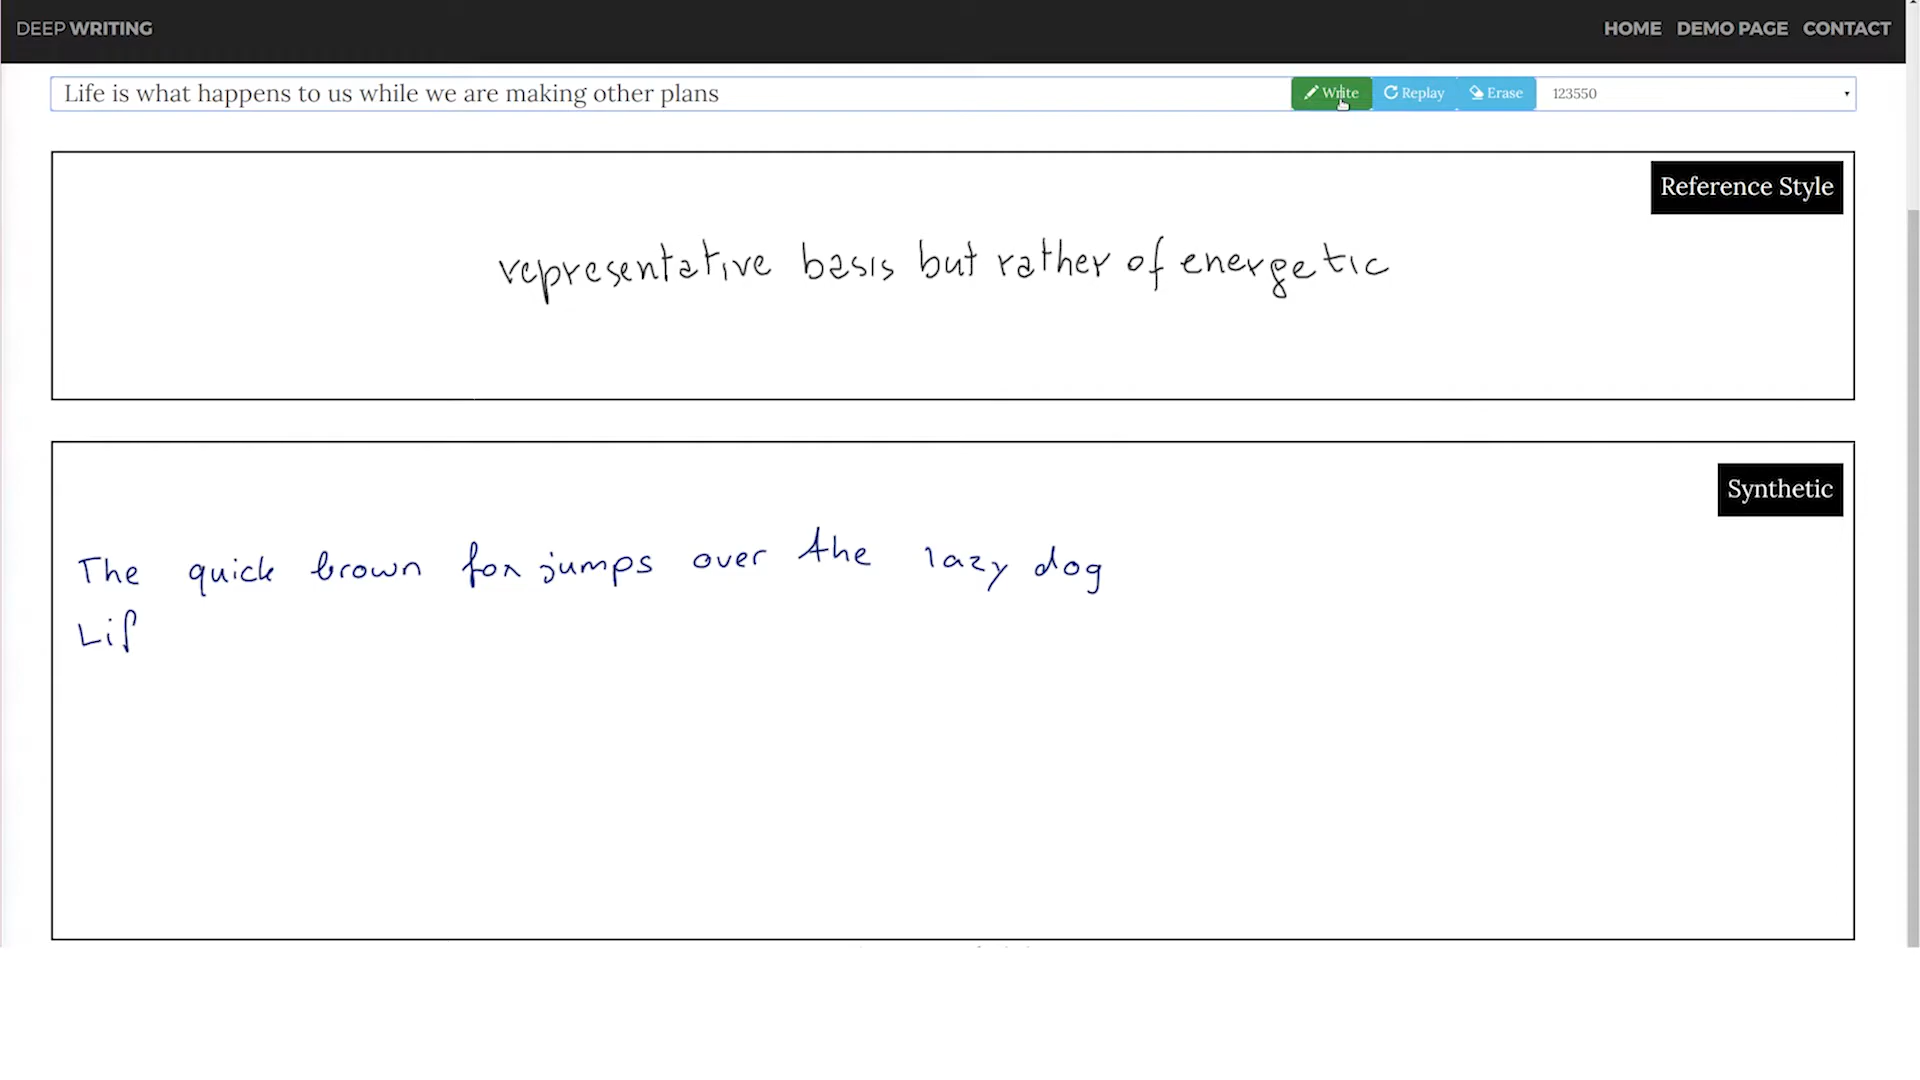 DEEP WRITING HOME DEMO PAGE CONTACT
Life is what happens to us while we are making other plans Write Replay Erase 123550
Reference Style
representative basis but rather of energetic
Synthetic
The quick brown fox jumps over the lazy dog
Lif